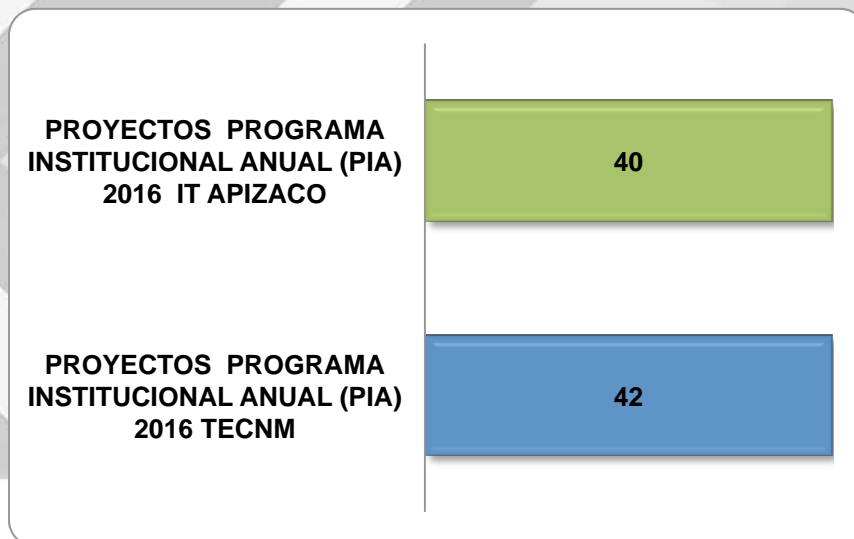 PROYECTOS PROGRAMA
INSTITUCIONAL ANUAL (PIA)
2016 IT APIZACO
40
PROYECTOS PROGRAMA
INSTITUCIONAL ANUAL (PIA)
2016 TECNM
42